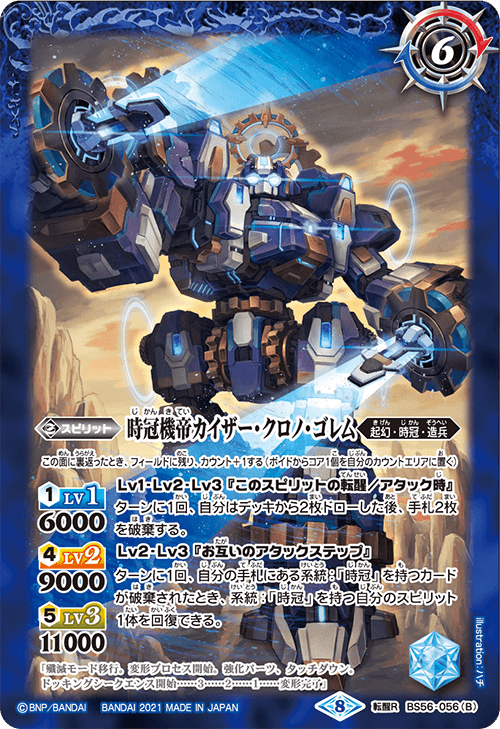 6
スピリット
時冠機帝カイザー・クロノ・ゴレム
起幻・時冠・造兵
この面に裏返ったとき、フィールドに残り、カウント+1する(ボイドからコア1個を自分のカウントエリアに置く)
1 LV1 6000
Lv1・Lv2・Lv3『このスピリットの転醒/アタック時』
ターンに1回、自分はデッキから2枚ドローした後、手札2枚
を破棄する。
4 LV2 9000
Lv2・Lv3『お互いのアタックステップ』
ターンに1回、自分の手札にある系統:「時冠」を持つカード
が破棄されたとき、系統:「時冠」を持つ自分のスピリット
1体を回復できる。
5 LV3 11000
「殲滅モード移行。変形プロセス開始。強化パーツ、タッチダウン。
ドッキングシークエンス開始……3……2……1……変形完了」
illustration:ハチ
©BNP/BANDAI BANDAI 2021 MADE IN JAPAN
8
転醒R BS56-056(B)